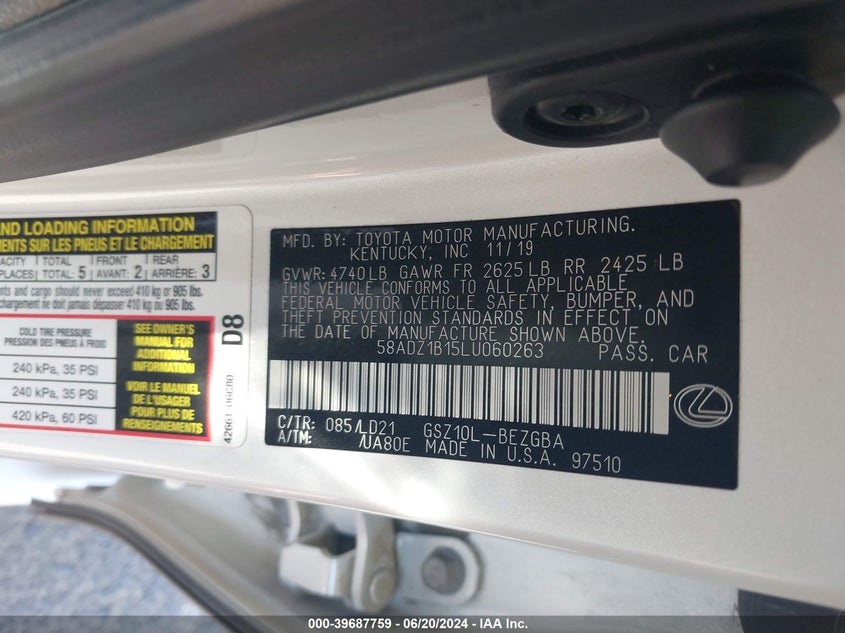 ND LOADING INFORMATION
MENTS SUR LES PNEUS ET LE CHARGEMENT
ACITY TOTAL FRONT REAR
PLACES: TOTAL: 5 AVANT: 2 ARRIÈRE: 3
nts and cargo should never exceed 410 kg or 905 lbs.
chargement ne doit jamais dépasser 410 kg ou 905 lbs.
COLD TIRE PRESSURE
PRESSION DES PNEUS À FROID
240 kPa, 35 PSI
240 kPa, 35 PSI
420 kPa, 60 PSI
SEE OWNER'S
MANUAL FOR
ADDITIONAL
INFORMATION
VOIR LE MANUEL
DE L'USAGER
POUR PLUS DE
RENSEIGNEMENTS
D8
42661-06C80
MFD. BY: TOYOTA MOTOR MANUFACTURING.
KENTUCKY, INC 11/19
GVWR: 4740LB GAWR FR 2625LB RR 2425 LB
THIS VEHICLE CONFORMS TO ALL APPLICABLE
FEDERAL MOTOR VEHICLE SAFETY, BUMPER, AND
THEFT PREVENTION STANDARDS IN EFFECT ON
THE DATE OF MANUFACTURE SHOWN ABOVE.
58ADZ1B15LU060263 PASS. CAR
C/TR: 085/LD21 GSZ10L-BEZGBA
A/TM: /UA80E MADE IN U.S.A. 97510
000-39687759 - 06/20/2024 - IAA Inc.